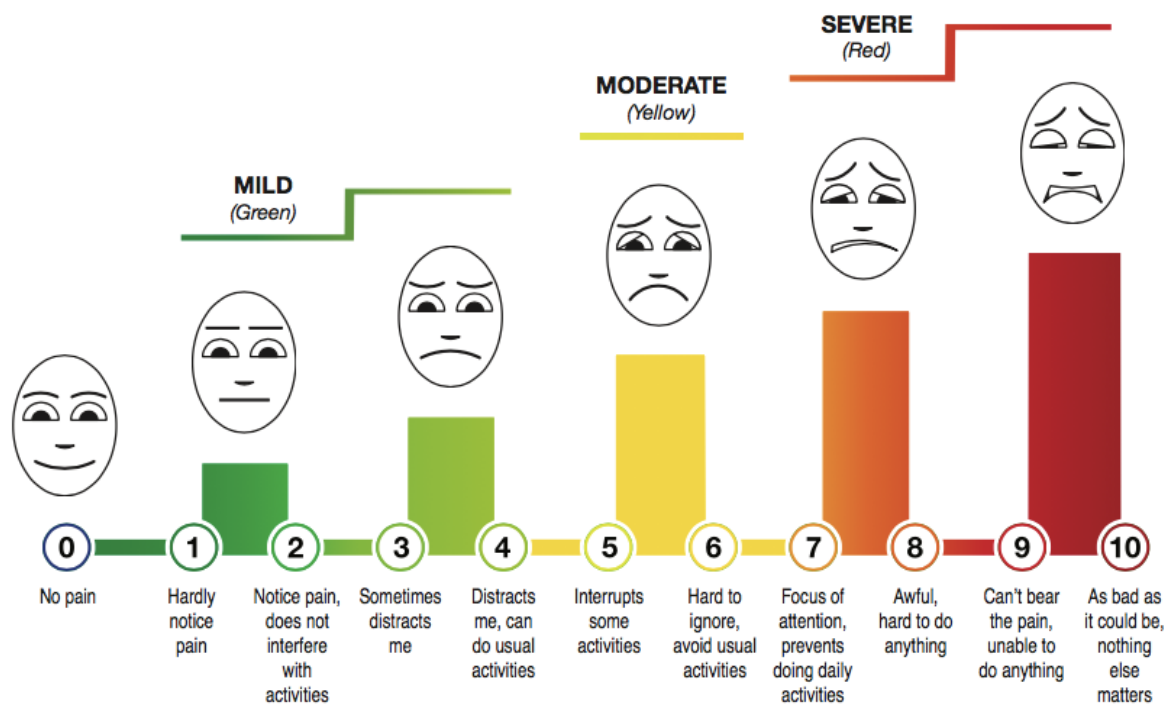 SEVERE
(Red)
MODERATE
(Yellow)
MILD
(Green)
0
1
2
3
4
5
6
7
8
9
10
No pain
Hardly
notice
pain
Notice pain,
does not
interfere
with
activities
Sometimes
distracts
me
Distracts
me, can
do usual
activities
Interrupts
some
activities
Hard to
ignore,
avoid usual
activities
Focus of
attention,
prevents
doing daily
activities
Awful,
hard to do
anything
Can't bear
the pain,
unable to
do anything
As bad as
it could be,
nothing
else
matters